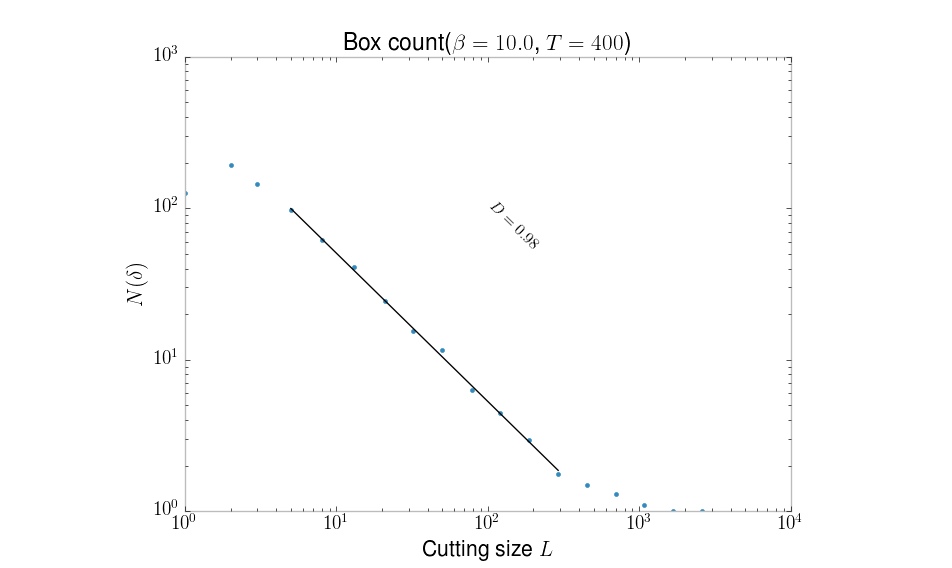 Box count(β = 10.0, T = 400)
10³
10²
10¹
10⁰
N(δ)
D = 0.98
10⁰ 10¹ 10² 10³ 10⁴
Cutting size L